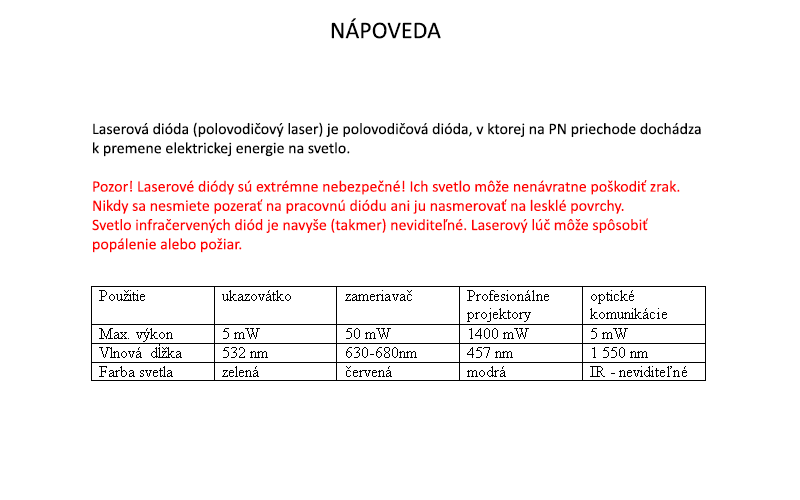 NÁPOVEDA
Laserová dióda (polovodičový laser) je polovodičová dióda, v ktorej na PN priechode dochádza
k premene elektrickej energie na svetlo.
Pozor! Laserové diódy sú extrémne nebezpečné! Ich svetlo môže nenávratne poškodiť zrak.
Nikdy sa nesmiete pozerať na pracovnú diódu ani ju nasmerovať na lesklé povrchy.
Svetlo infračervených diód je navyše (takmer) neviditeľné. Laserový lúč môže spôsobiť
popálenie alebo požiar.
Použitie ukazovátko zameriavač Profesionálne optické
projektory komunikácie
Max. výkon 5 mW 50 mW 1400 mW 5 mW
Vlnová dĺžka 532 nm 630-680nm 457 nm 1 550 nm
Farba svetla zelená červená modrá IR - neviditeľné